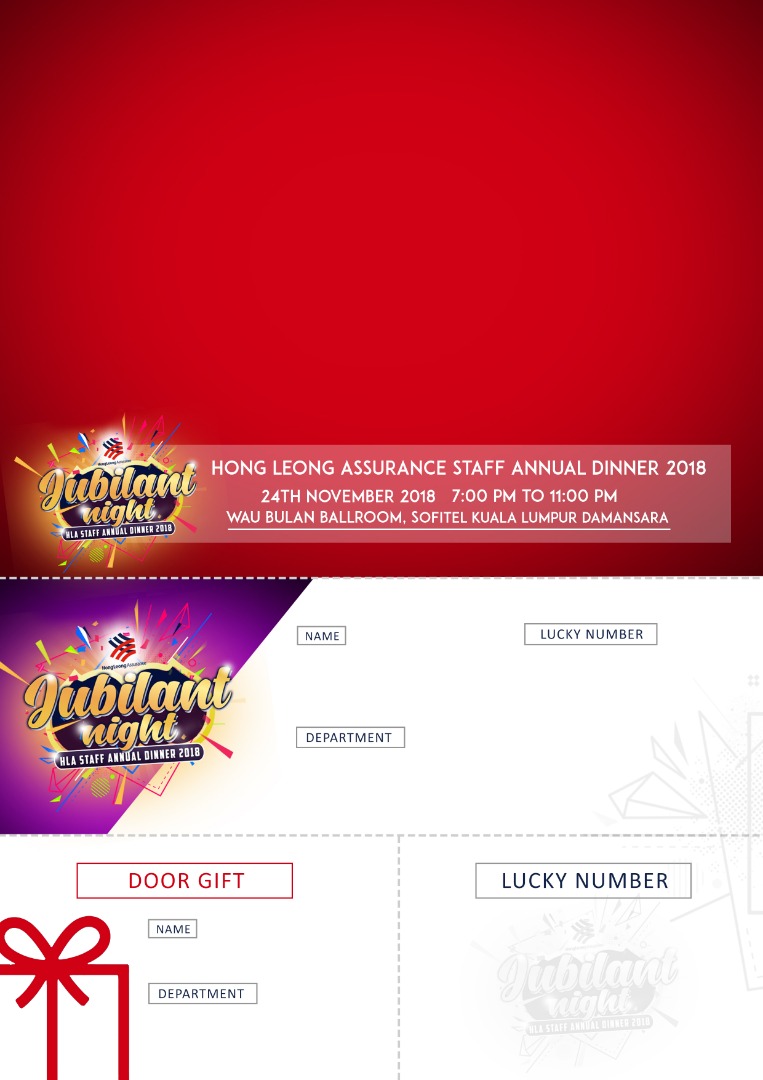 HongLeong Assurance
Jubilant
night
HLA STAFF ANNUAL DINNER 2018
HONG LEONG ASSURANCE STAFF ANNUAL DINNER 2018
24TH NOVEMBER 2018 7:00 PM TO 11:00 PM
WAU BULAN BALLROOM, SOFITEL KUALA LUMPUR DAMANSARA
HongLeong Assurance
Jubilant
night
HLA STAFF ANNUAL DINNER 2018
NAME
LUCKY NUMBER
DEPARTMENT
DOOR GIFT
NAME
DEPARTMENT
LUCKY NUMBER
Jubilant
night
HLA STAFF ANNUAL DINNER 2018